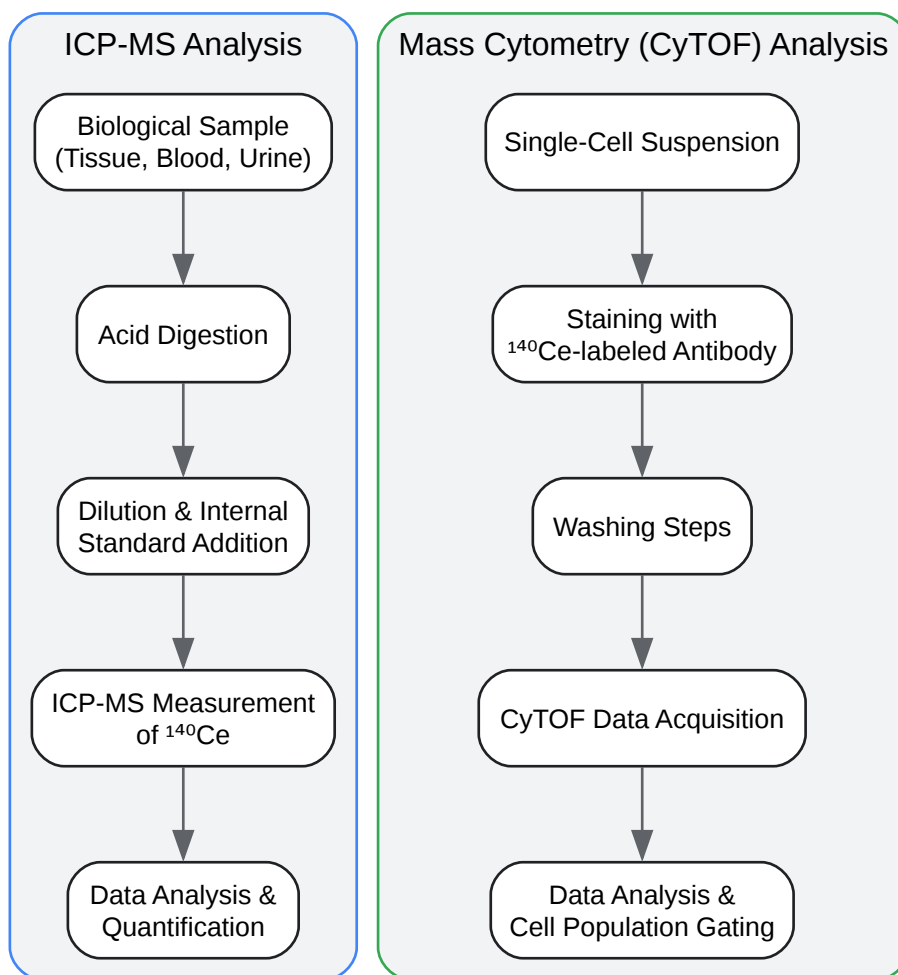 ICP-MS Analysis
Biological Sample
(Tissue, Blood, Urine)
Acid Digestion
Dilution & Internal
Standard Addition
ICP-MS Measurement
of ¹⁴⁰Ce
Data Analysis &
Quantification
Mass Cytometry (CyTOF) Analysis
Single-Cell Suspension
Staining with
¹⁴⁰Ce-labeled Antibody
Washing Steps
CyTOF Data Acquisition
Data Analysis &
Cell Population Gating